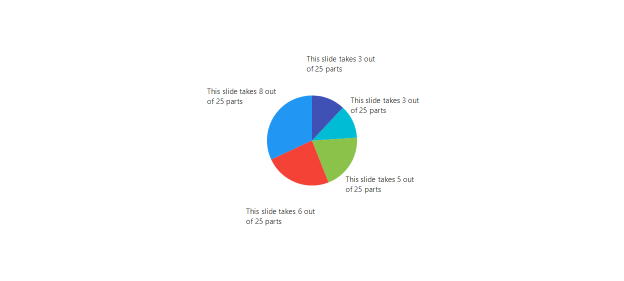 This slide takes 3 out
of 25 parts
This slide takes 8 out
of 25 parts
This slide takes 3 out
of 25 parts
This slide takes 5 out
of 25 parts
This slide takes 6 out
of 25 parts